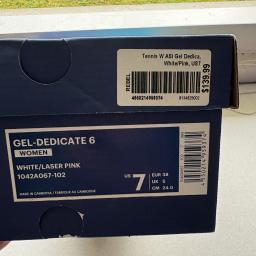 Tennis W ASI Gel Dedica,
White/Pink, US7
REBEL
$139.99
GEL-DEDICATE 6
WOMEN
WHITE/LASER PINK
1042A067-102
MADE IN CAMBODIA / FABRIQUÉ AU CAMBODGE
US 7
EUR 38
UK 5
CM 24.0